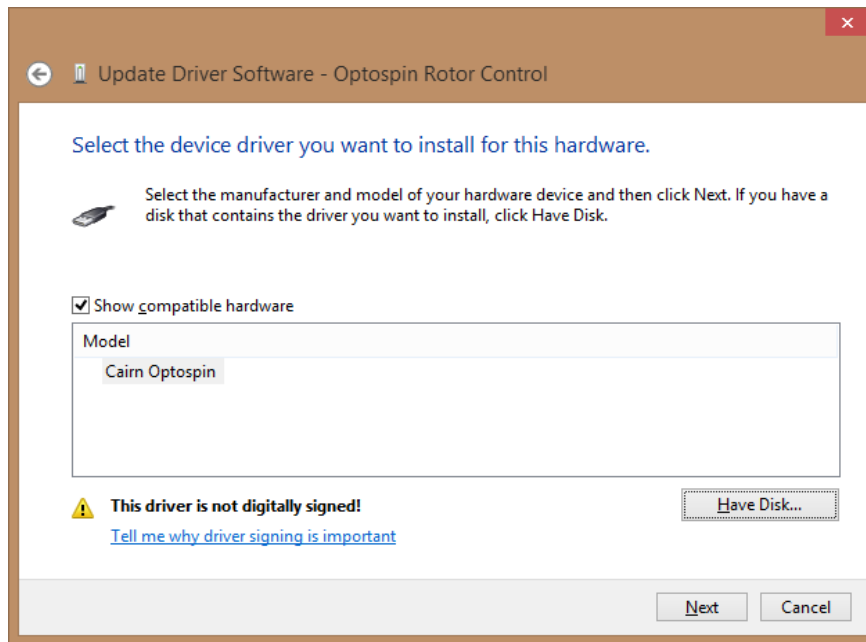 Update Driver Software - Optospin Rotor Control
Select the device driver you want to install for this hardware.
Select the manufacturer and model of your hardware device and then click Next. If you have a
disk that contains the driver you want to install, click Have Disk.
Show compatible hardware
Model
Cairn Optospin
This driver is not digitally signed!
Have Disk...
Tell me why driver signing is important
Next
Cancel